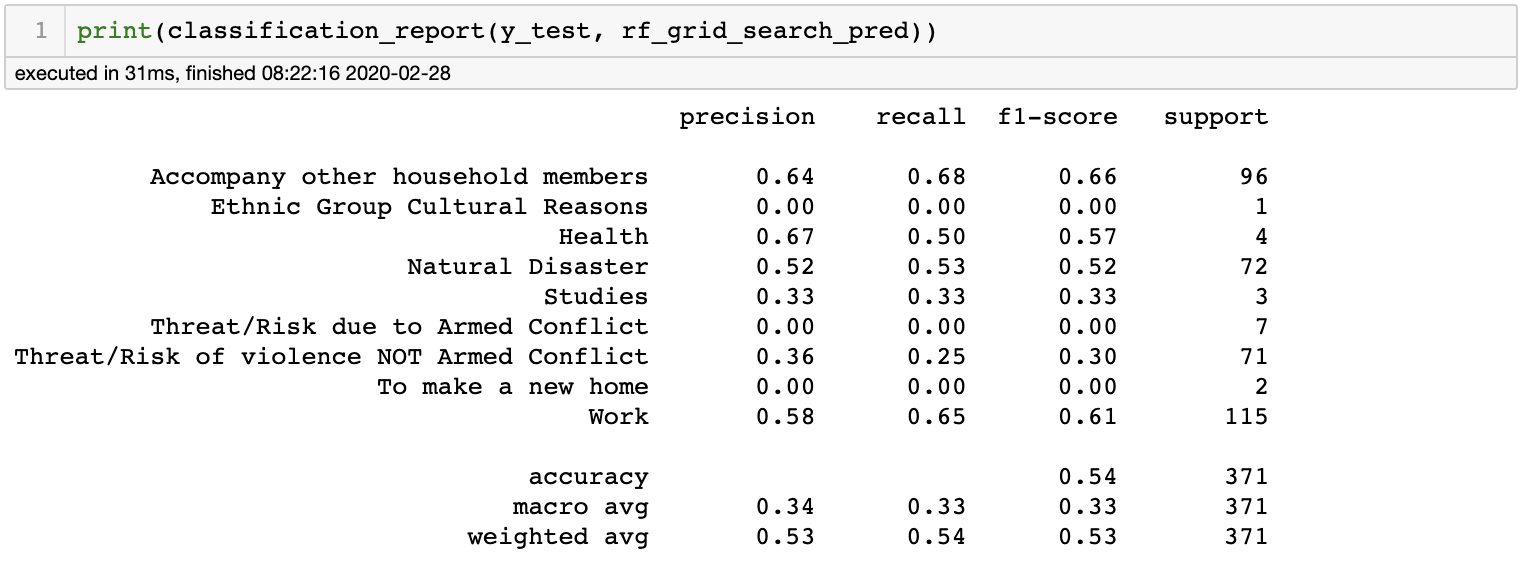 1 print(classification_report(y_test, rf_grid_search_pred))
executed in 31ms, finished 08:22:16 2020-02-28
precision recall f1-score support
Accompany other household members 0.64 0.68 0.66 96
Ethnic Group Cultural Reasons 0.00 0.00 0.00 1
Health 0.67 0.50 0.57 4
Natural Disaster 0.52 0.53 0.52 72
Studies 0.33 0.33 0.33 3
Threat/Risk due to Armed Conflict 0.00 0.00 0.00 7
Threat/Risk of violence NOT Armed Conflict 0.36 0.25 0.30 71
To make a new home 0.00 0.00 0.00 2
Work 0.58 0.65 0.61 115
accuracy 0.54 371
macro avg 0.34 0.33 0.33 371
weighted avg 0.53 0.54 0.53 371